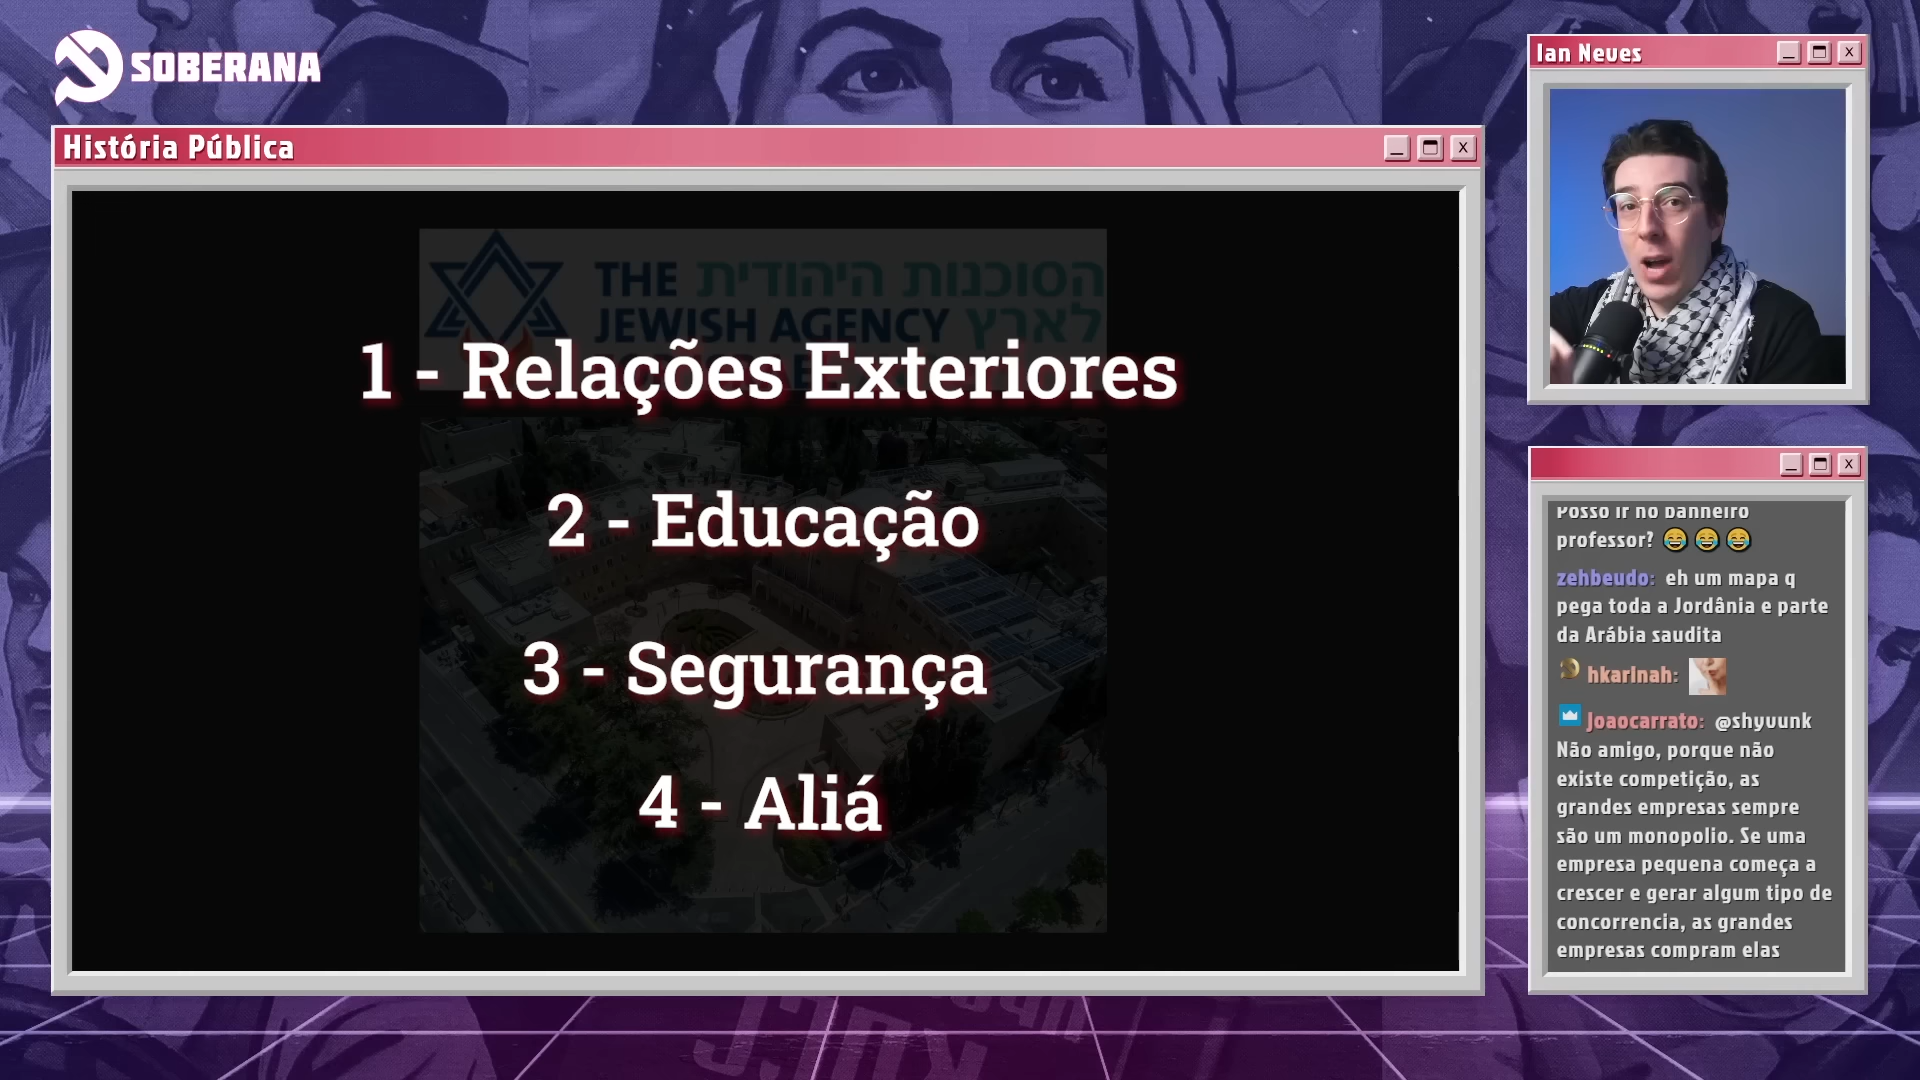 SOBERANA
História Pública
THE הסוכנות היהודית
JEWISH AGENCY לארץ
1 - Relações Exteriores
2 - Educação
3 - Segurança
4 - Aliá
Ian Neves
Posso ir no banheiro
professor? 😂 😂 😂
zehbeudo: eh um mapa q
pega toda a Jordânia e parte
da Arábia saudita
hkarinah:
joaocarrato: @shyvunk
Não amigo, porque não
existe competição, as
grandes empresas sempre
são um monopolio. Se uma
empresa pequena começa a
crescer e gerar algum tipo de
concorrencia, as grandes
empresas compram elas